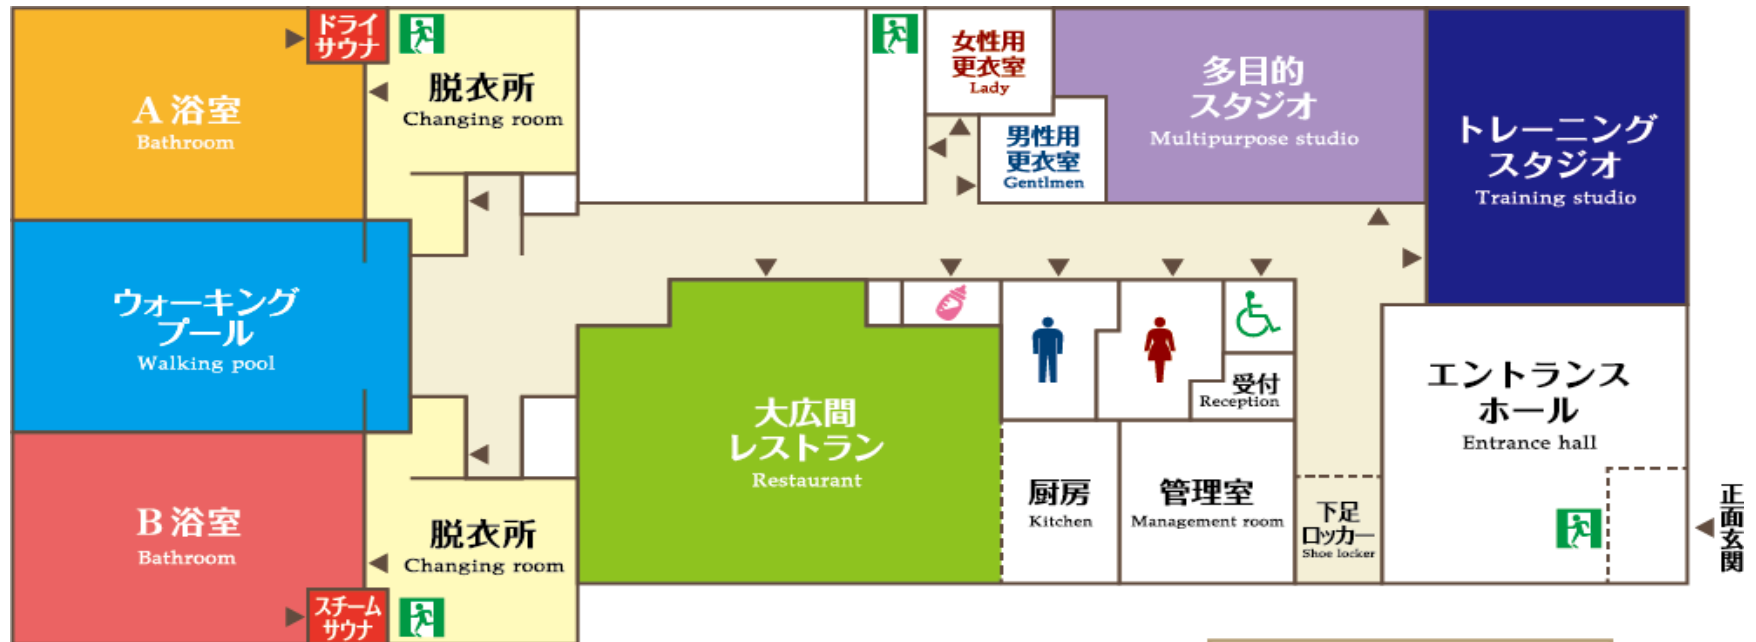 ドライ
サウナ
A 浴室
Bathroom
脱衣所
Changing room
女性用
更衣室
Lady
男性用
更衣室
Gentlmen
多目的
スタジオ
Multipurpose studio
トレーニング
スタジオ
Training studio
ウォーキング
プール
Walking pool
大広間
レストラン
Restaurant
受付
Reception
エントランス
ホール
Entrance hall
厨房
Kitchen
管理室
Management room
下足
ロッカー
Shoe locker
正面玄関
B 浴室
Bathroom
脱衣所
Changing room
スチーム
サウナ